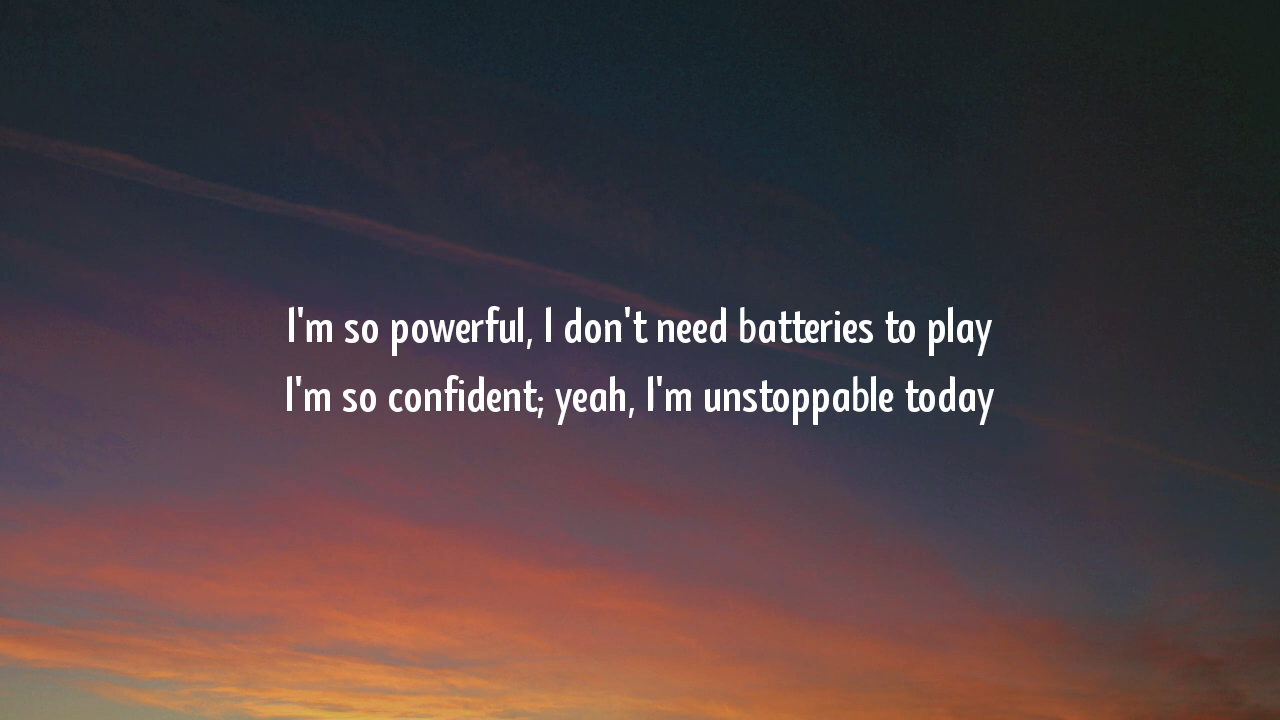 I'm so powerful, I don't need batteries to play
I'm so confident; yeah, I'm unstoppable today